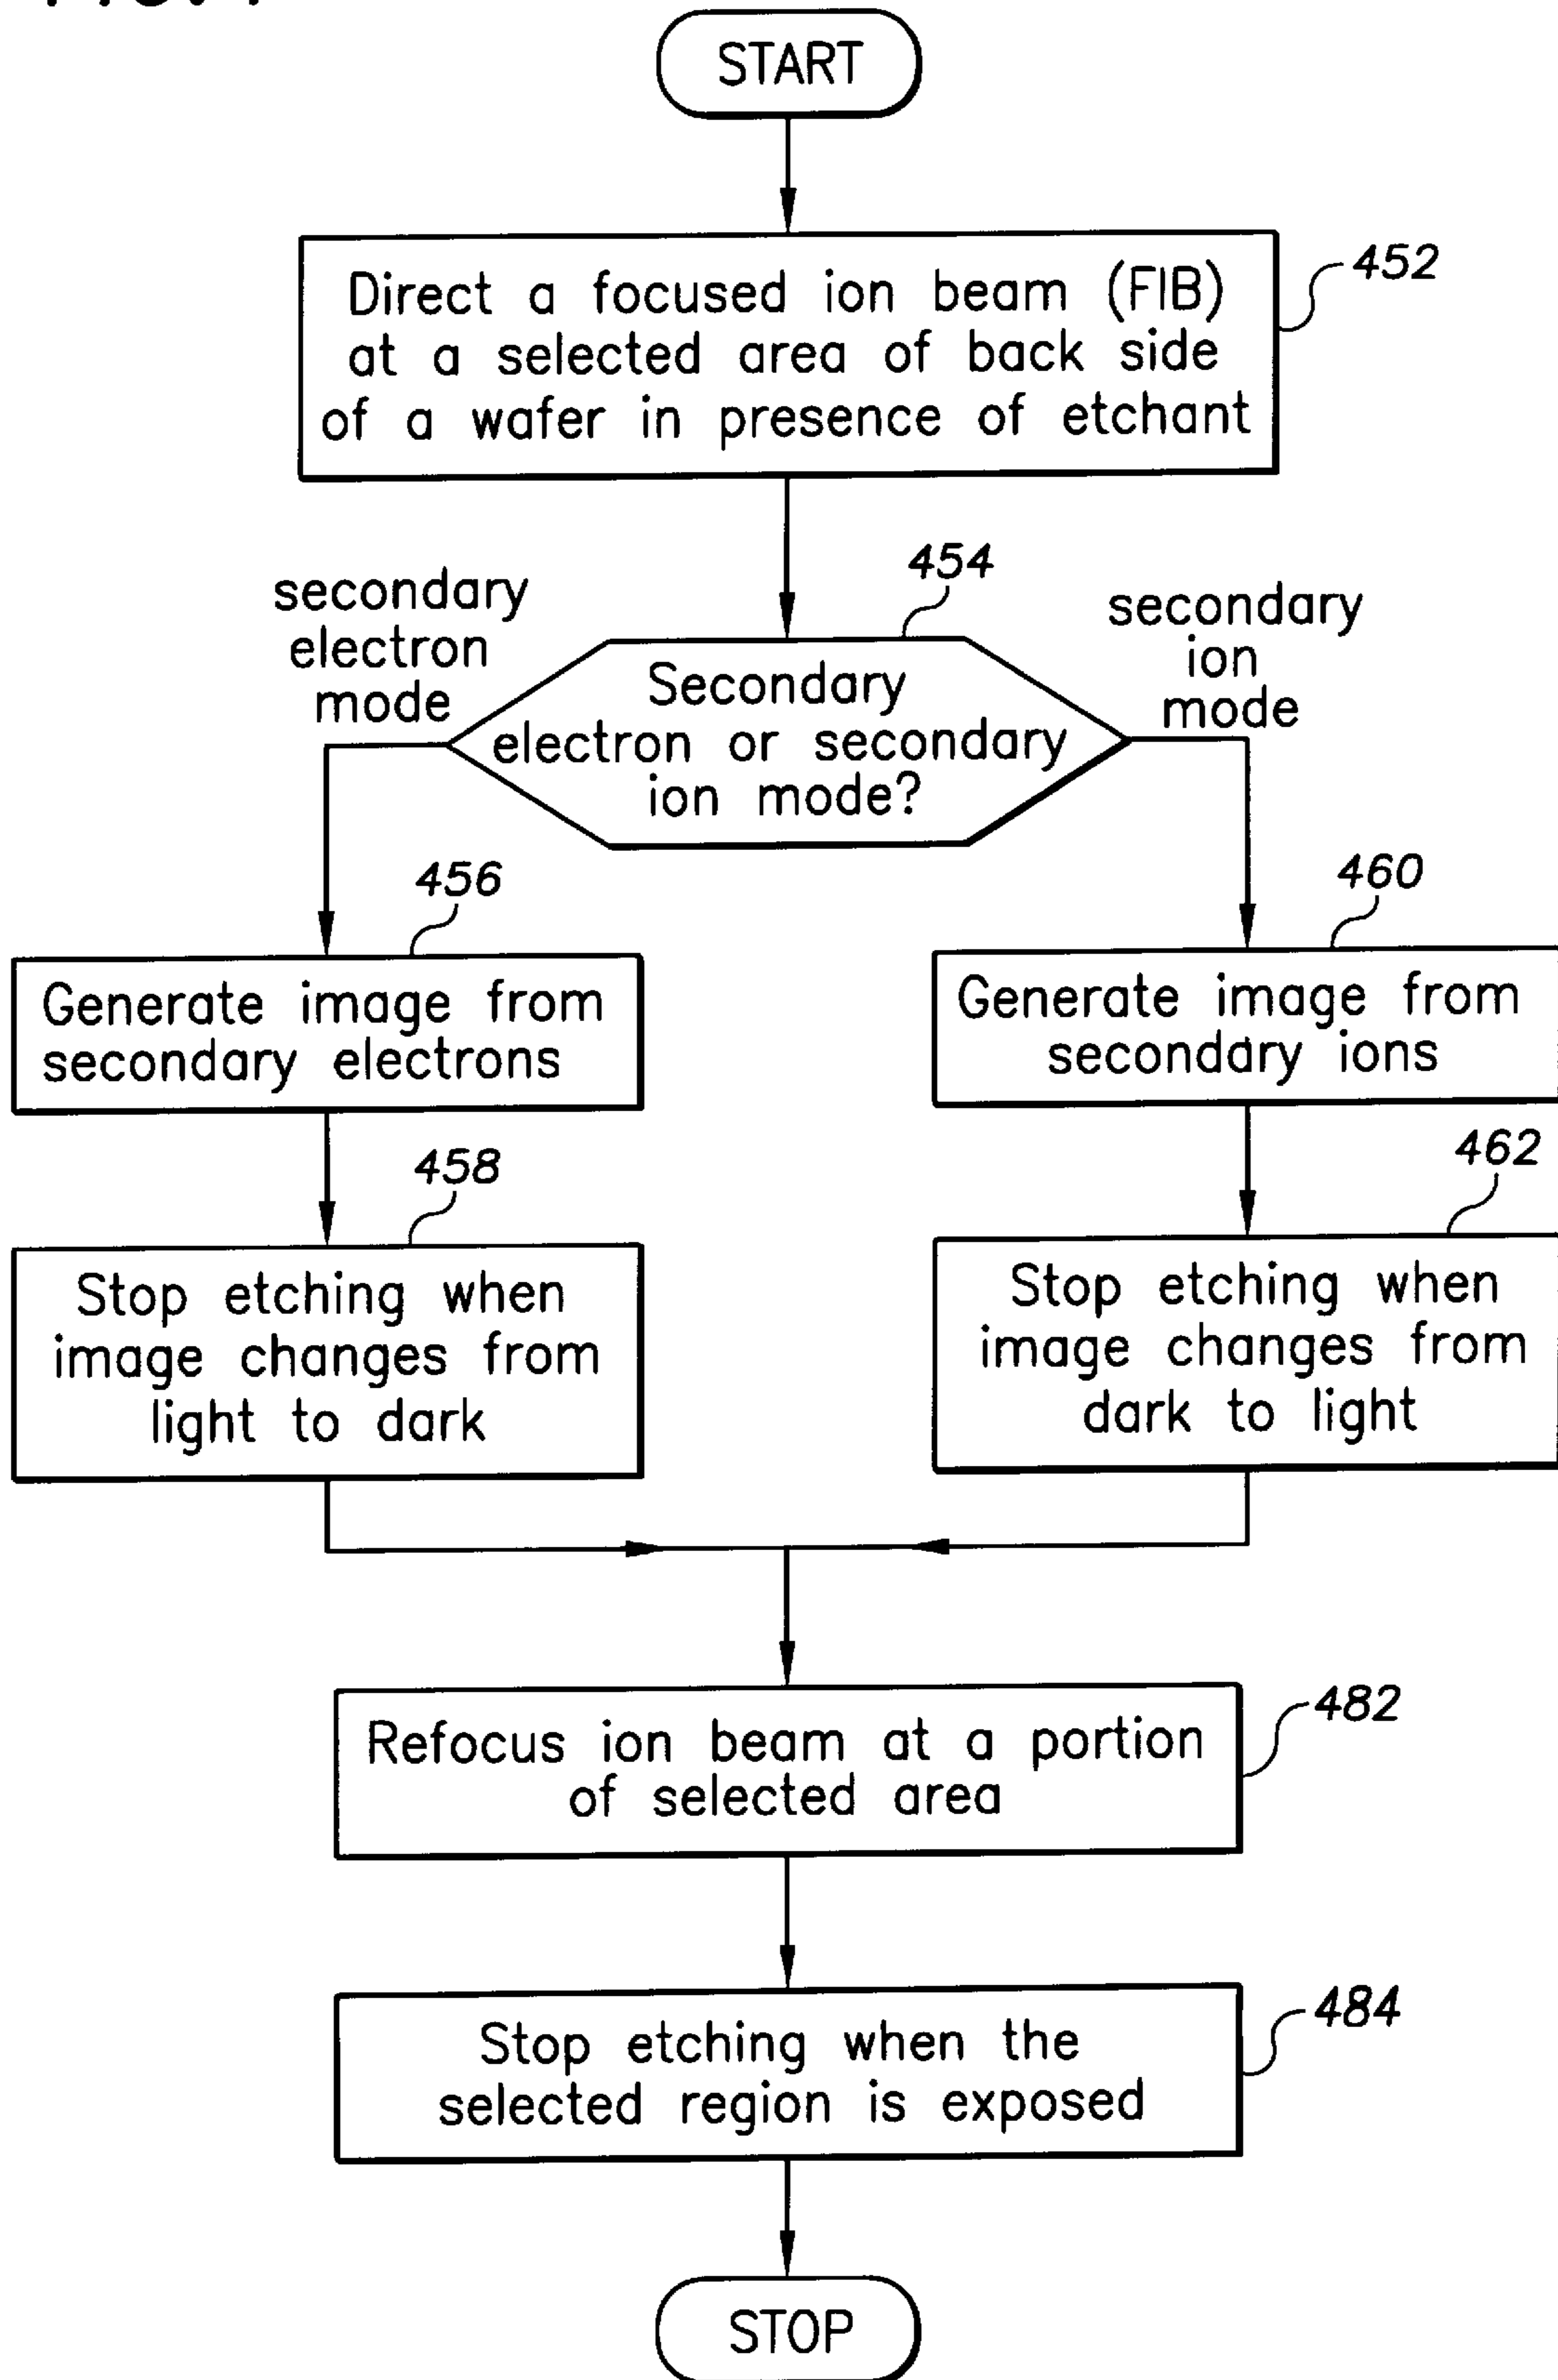 START
Direct a focused ion beam (FIB)
at a selected area of back side
of a wafer in presence of etchant
452
454
secondary
electron
mode
Secondary
electron or secondary
ion mode?
secondary
ion
mode
456
Generate image from
secondary electrons
460
Generate image from
secondary ions
458
Stop etching when
image changes from
light to dark
462
Stop etching when
image changes from
dark to light
482
Refocus ion beam at a portion
of selected area
484
Stop etching when the
selected region is exposed
STOP